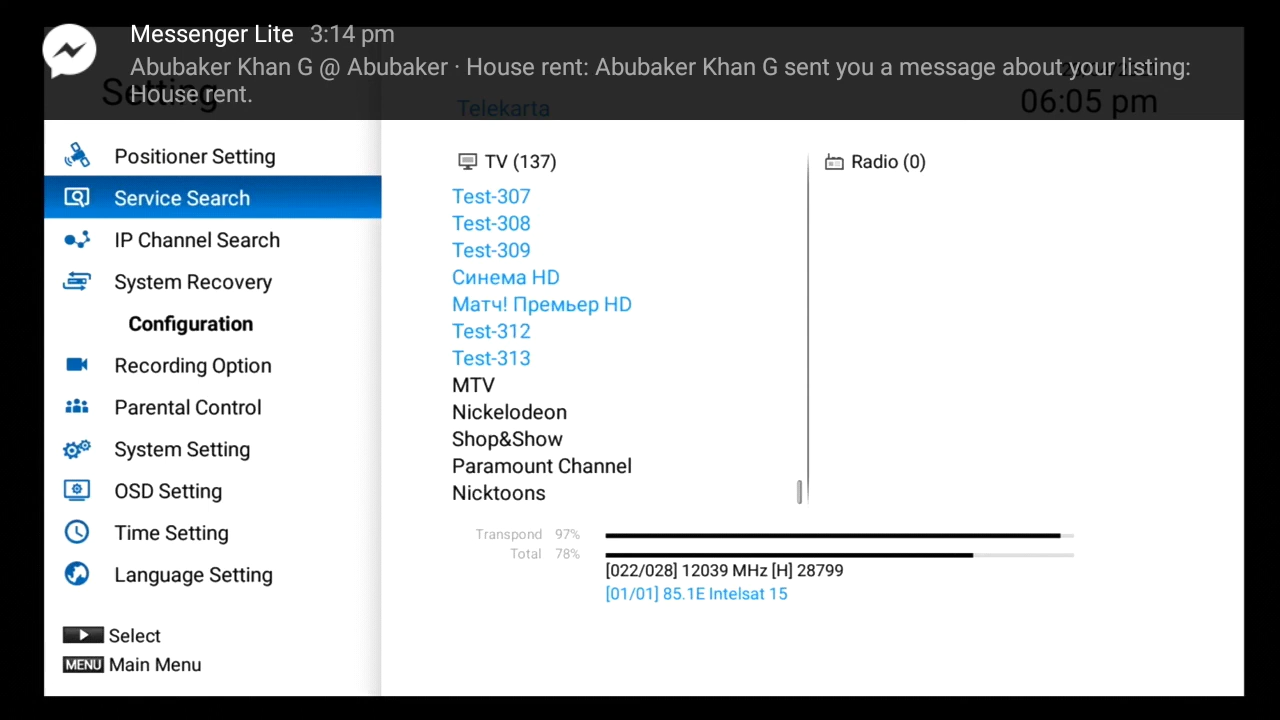 Messenger Lite 3:14 pm
Abubaker Khan G @ Abubaker · House rent: Abubaker Khan G sent you a message about your listing:
House rent.
Setting
Telekarta
06:05 pm
Positioner Setting
Service Search
IP Channel Search
System Recovery
Configuration
Recording Option
Parental Control
System Setting
OSD Setting
Time Setting
Language Setting
Select
MENU Main Menu
TV (137)
Test-307
Test-308
Test-309
Синема HD
Матч! Премьер HD
Test-312
Test-313
MTV
Nickelodeon
Shop&Show
Paramount Channel
Nicktoons
Radio (0)
Transpond 97%
Total 78%
[022/028] 12039 MHz [H] 28799
[01/01] 85.1E Intelsat 15